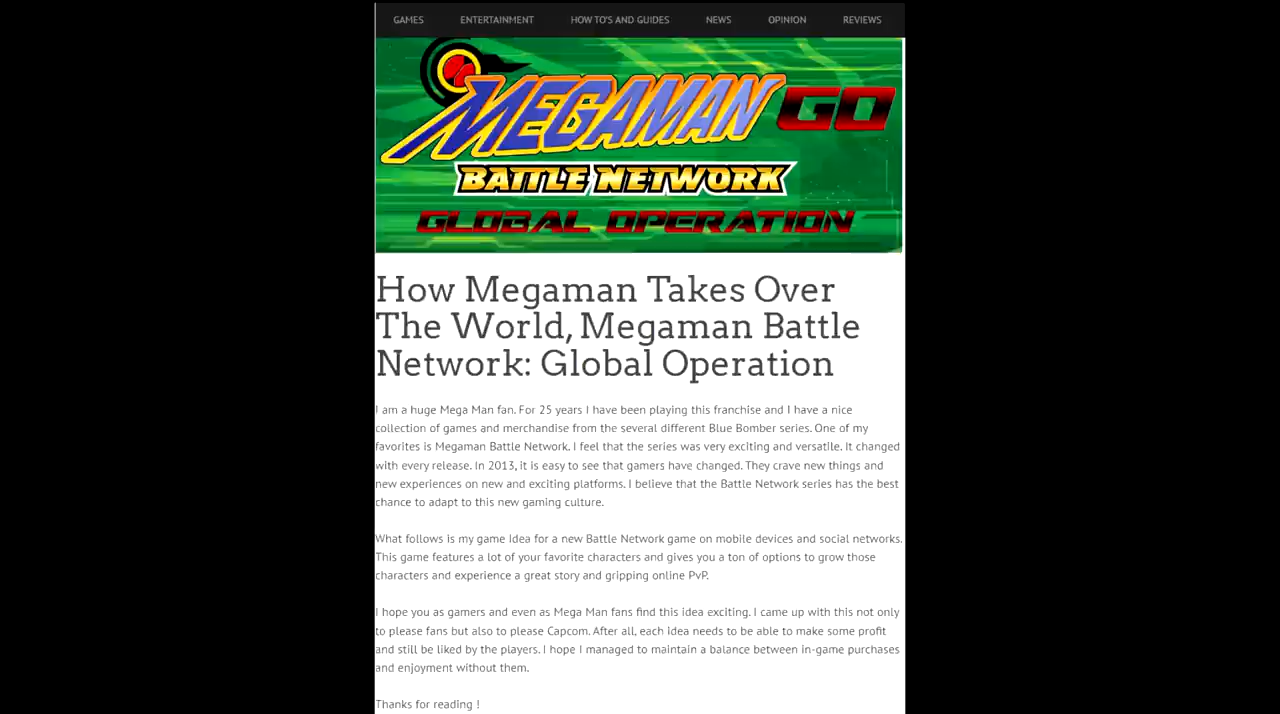 GAMES ENTERTAINMENT HOW TO'S AND GUIDES NEWS OPINION REVIEWS
MEGAMAN GO
BATTLE NETWORK
GLOBAL OPERATION
How Megaman Takes Over
The World, Megaman Battle
Network: Global Operation
I am a huge Mega Man fan. For 25 years I have been playing this franchise and I have a nice
collection of games and merchandise from the several different Blue Bomber series. One of my
favorites is Megaman Battle Network. I feel that the series was very exciting and versatile. It changed
with every release. In 2013, it is easy to see that gamers have changed. They crave new things and
new experiences on new and exciting platforms. I believe that the Battle Network series has the best
chance to adapt to this new gaming culture.
What follows is my game idea for a new Battle Network game on mobile devices and social networks.
This game features a lot of your favorite characters and gives you a ton of options to grow those
characters and experience a great story and gripping online PvP.
I hope you as gamers and even as Mega Man fans find this idea exciting. I came up with this not only
to please fans but also to please Capcom. After all, each idea needs to be able to make some profit
and still be liked by the players. I hope I managed to maintain a balance between in-game purchases
and enjoyment without them.
Thanks for reading !